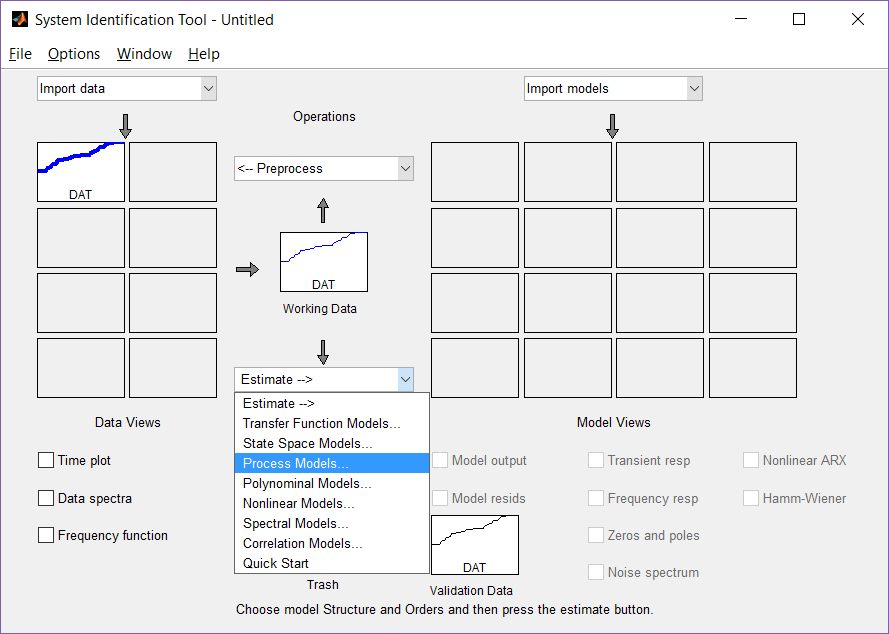 System Identification Tool - Untitled
File Options Window Help
Import data
Import models
Operations
<-- Preprocess
DAT
DAT
Working Data
Estimate -->
Estimate -->
Transfer Function Models...
State Space Models...
Process Models...
Polynominal Models...
Nonlinear Models...
Spectral Models...
Correlation Models...
Quick Start
Data Views
Time plot
Data spectra
Frequency function
Model Views
Model output
Transient resp
Nonlinear ARX
Model resids
Frequency resp
Hamm-Wiener
Zeros and poles
Noise spectrum
DAT
Trash
Validation Data
Choose model Structure and Orders and then press the estimate button.